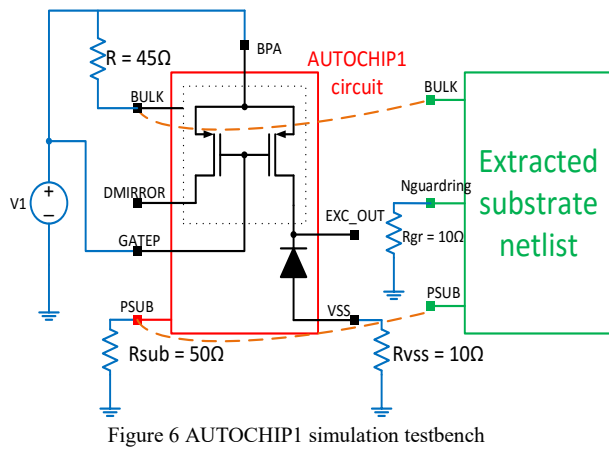 BPA
R = 45Ω
AUTOCHIP1
circuit
BULK
BULK
Extracted
substrate
netlist
DMIRROR
Nguardring
V1
+
−
EXC_OUT
Rgr = 10Ω
GATEP
PSUB
VSS
PSUB
Rsub = 50Ω
Rvss = 10Ω
Figure 6 AUTOCHIP1 simulation testbench